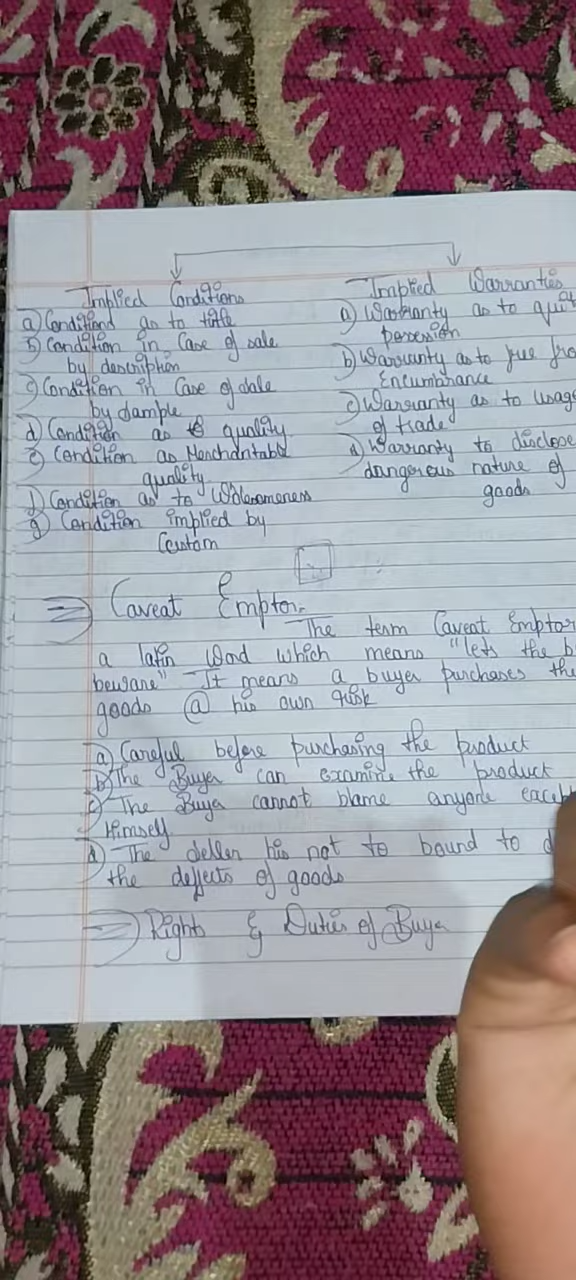 Implied Conditions
a) Conditiond as to title
b) Condition in Case of sale
by description
c) Condition in Case of sale
by sample
d) Condition as to quality
e) Condition as Merchantable
quality.
f) Condition as to Wholesomeness
g) Condition implied by
Custom
Implied Warranties
a) Warranty as to
possession
b) Warranty as to free
Encumbrance
c) Warranty as to usage
of trade
d) Warranty to disclose
dangerous nature of
goods
Caveat Emptor.
The term Caveat Emptor
a latin word which means "lets the
beware" It means a buyer purchases the
goods @ his own risk
a) Careful before purchasing the product
b) The Buyer can examine the product
c) The Buyer cannot blame anyone
Himself.
d) The seller his not to bound to
the deffects of goods
Rights & Duties of Buyer